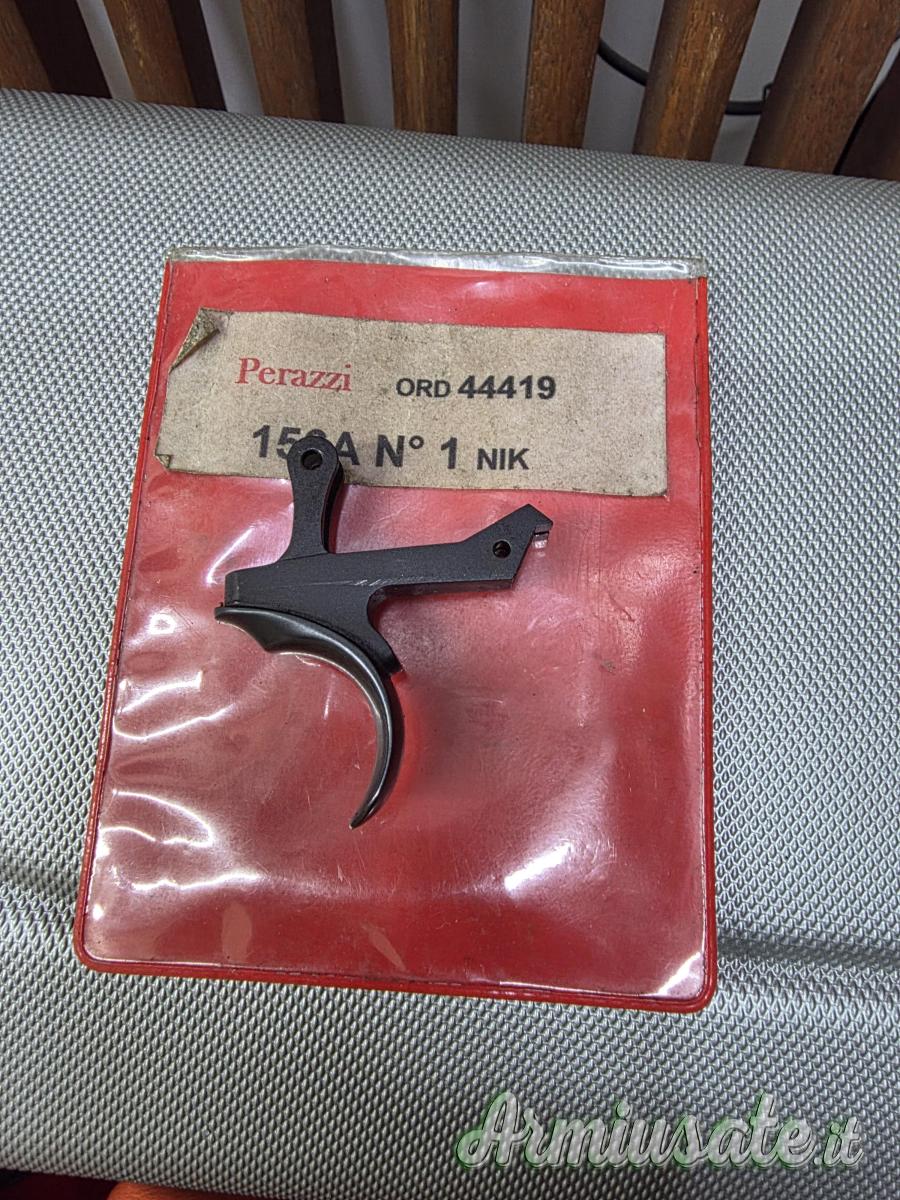 Perazzi ORD 44419
N° 1 NIK
Armiusate.it